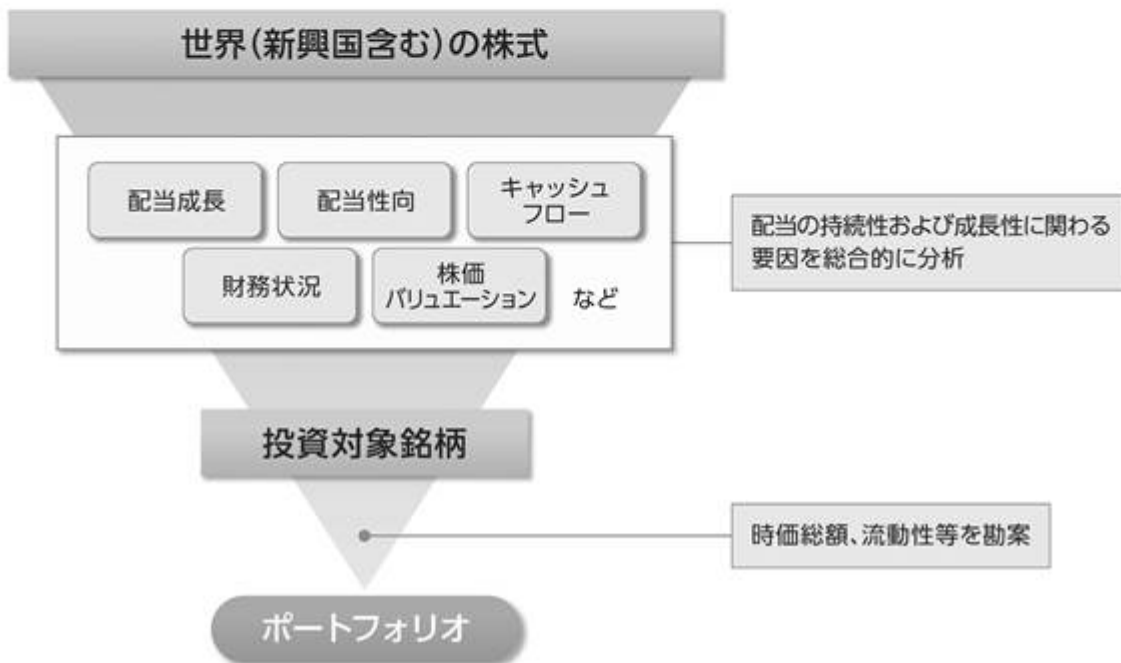 世界(新興国含む)の株式
配当成長
配当性向
キャッシュ
フロー
財務状況
株価
バリュエーション
など
配当の持続性および成長性に関わる
要因を総合的に分析
投資対象銘柄
時価総額、流動性等を勘案
ポートフォリオ